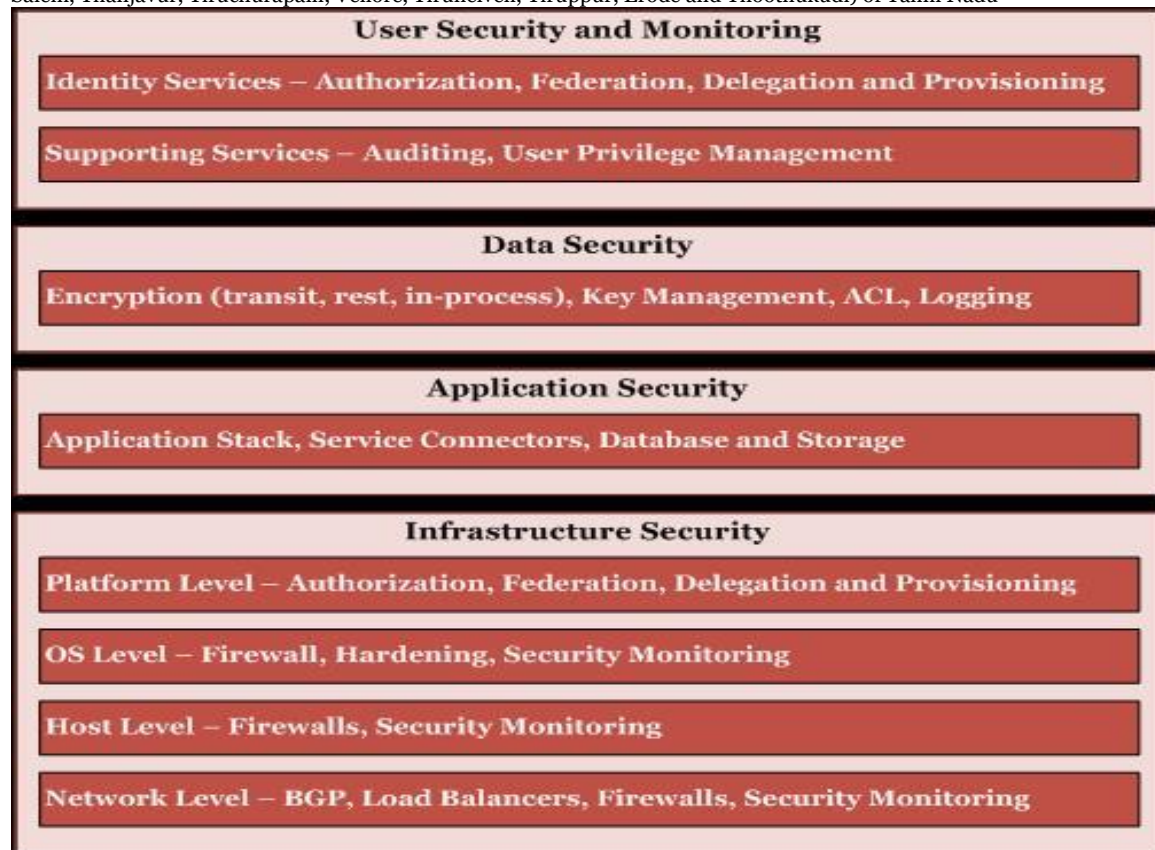 User Security and Monitoring
Identity Services – Authorization, Federation, Delegation and Provisioning
Supporting Services – Auditing, User Privilege Management
Data Security
Encryption (transit, rest, in-process), Key Management, ACL, Logging
Application Security
Application Stack, Service Connectors, Database and Storage
Infrastructure Security
Platform Level – Authorization, Federation, Delegation and Provisioning
OS Level – Firewall, Hardening, Security Monitoring
Host Level – Firewalls, Security Monitoring
Network Level – BGP, Load Balancers, Firewalls, Security Monitoring